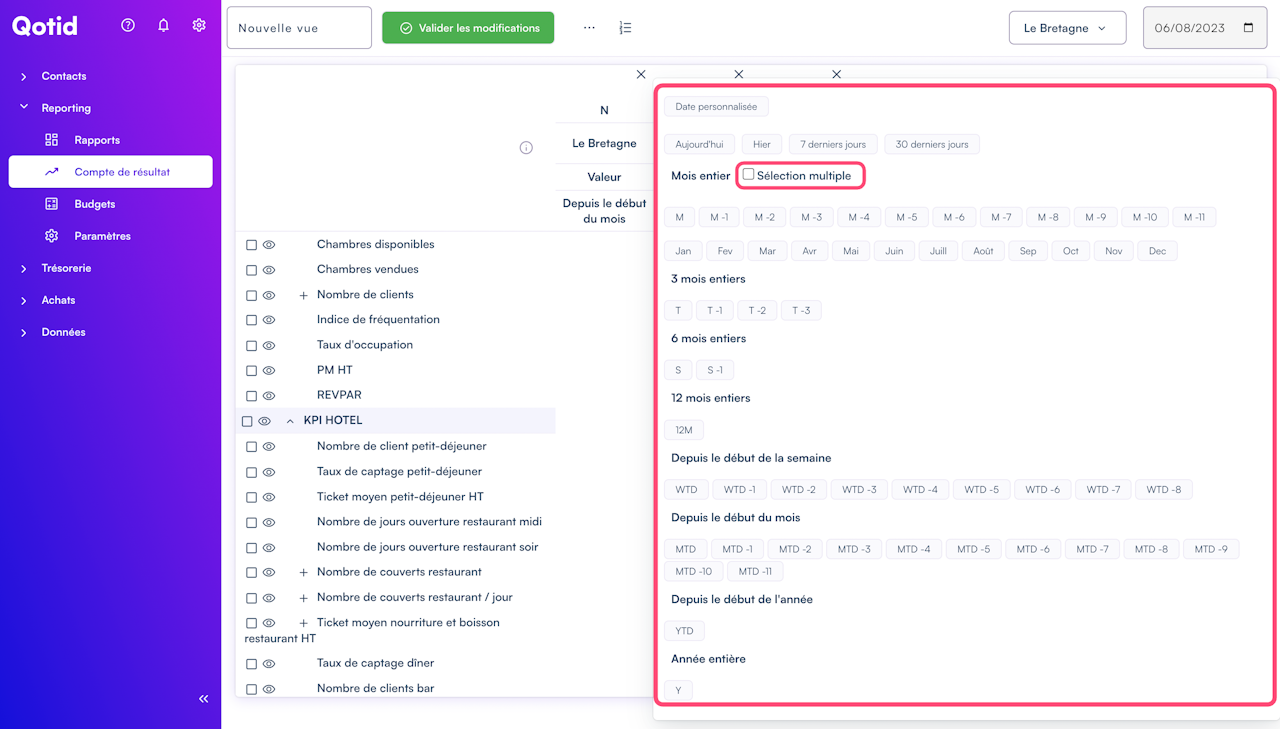 Qotid
Contacts
Reporting
Rapports
Compte de résultat
Budgets
Paramètres
Trésorerie
Achats
Données
Nouvelle vue
Valider les modifications
Le Bretagne
06/08/2023
N
Le Bretagne
Valeur
Depuis le début
du mois
Chambres disponibles
Chambres vendues
Nombre de clients
Indice de fréquentation
Taux d'occupation
PM HT
REVPAR
KPI HOTEL
Nombre de client petit-déjeuner
Taux de captage petit-déjeuner
Ticket moyen petit-déjeuner HT
Nombre de jours ouverture restaurant midi
Nombre de jours ouverture restaurant soir
Nombre de couverts restaurant
Nombre de couverts restaurant / jour
Ticket moyen nourriture et boisson
restaurant HT
Taux de captage dîner
Nombre de clients bar
Date personnalisée
Aujourd'hui Hier 7 derniers jours 30 derniers jours
Mois entier Sélection multiple
M M -1 M -2 M -3 M -4 M -5 M -6 M -7 M -8 M -9 M -10 M -11
Jan Fev Mar Avr Mai Juin Juill Août Sep Oct Nov Dec
3 mois entiers
T T -1 T -2 T -3
6 mois entiers
S S -1
12 mois entiers
12M
Depuis le début de la semaine
WTD WTD -1 WTD -2 WTD -3 WTD -4 WTD -5 WTD -6 WTD -7 WTD -8
Depuis le début du mois
MTD MTD -1 MTD -2 MTD -3 MTD -4 MTD -5 MTD -6 MTD -7 MTD -8 MTD -9
MTD -10 MTD -11
Depuis le début de l'année
YTD
Année entière
Y